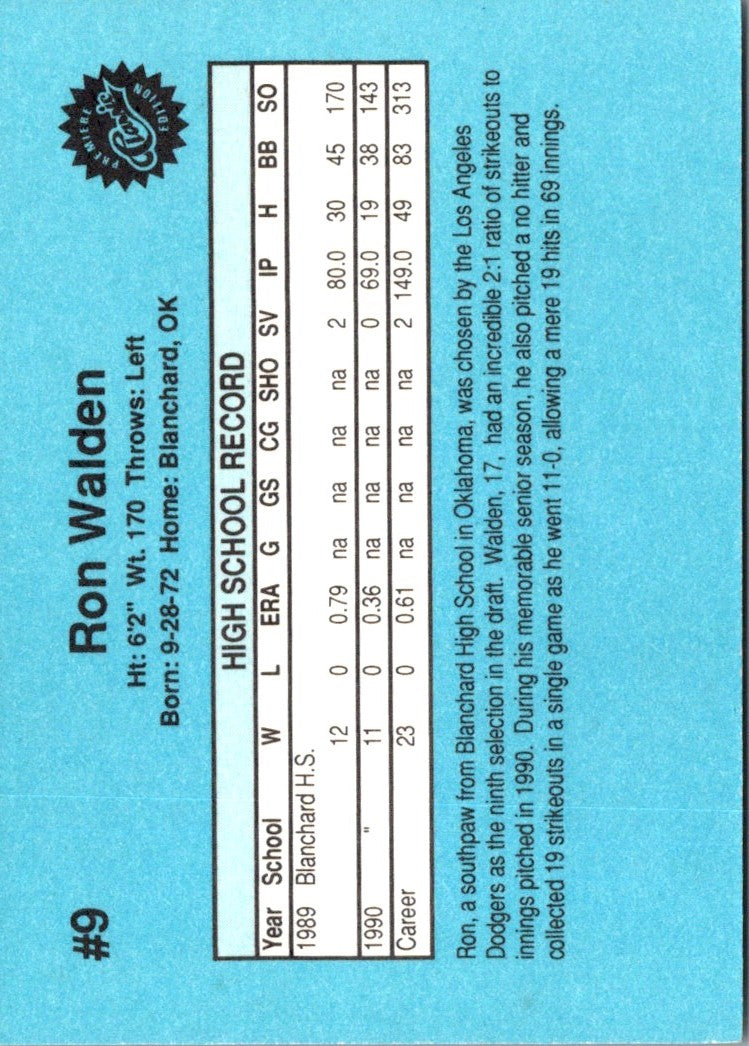 #9
Ron Walden
Ht: 6'2" Wt. 170 Throws: Left
Born: 9-28-72 Home: Blanchard, OK
PREMIERE
Classic
EDITION
HIGH SCHOOL RECORD
Year School W L ERA G GS CG SHO SV IP H BB SO
1989 Blanchard H.S.
12 0 0.79 na na na na 2 80.0 30 45 170
1990 " 11 0 0.36 na na na na 0 69.0 19 38 143
Career 23 0 0.61 na na na na 2 149.0 49 83 313
Ron, a southpaw from Blanchard High School in Oklahoma, was chosen by the Los Angeles
Dodgers as the ninth selection in the draft. Walden, 17, had an incredible 2:1 ratio of strikeouts to
innings pitched in 1990. During his memorable senior season, he also pitched a no hitter and
collected 19 strikeouts in a single game as he went 11-0, allowing a mere 19 hits in 69 innings.